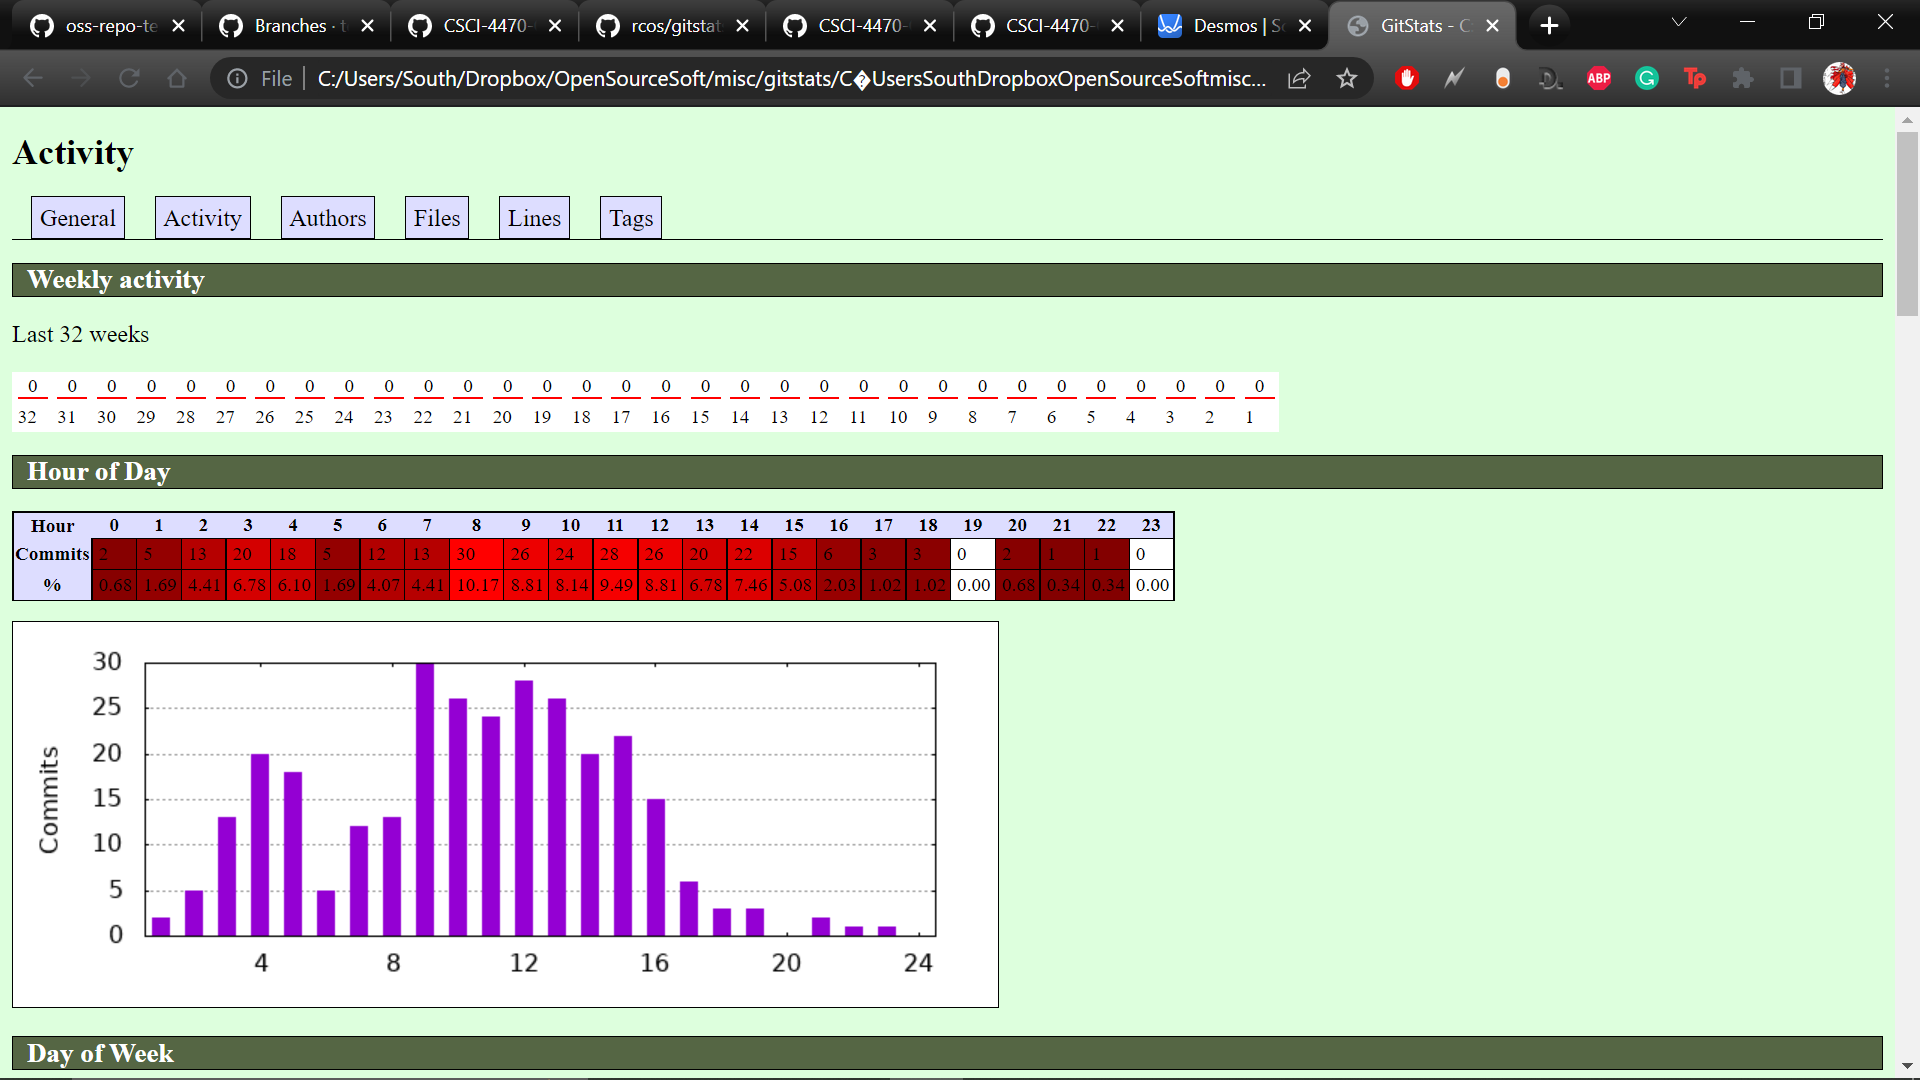 oss-repo-te Branches · t CSCI-4470- rcos/gitstat CSCI-4470- CSCI-4470- Desmos | Sc GitStats - C
File C:/Users/South/Dropbox/OpenSourceSoft/misc/gitstats/C�UsersSouthDropboxOpenSourceSoftmisc... ABP G Tp
Activity
General Activity Authors Files Lines Tags
Weekly activity
Last 32 weeks
0 0 0 0 0 0 0 0 0 0 0 0 0 0 0 0 0 0 0 0 0 0 0 0 0 0 0 0 0 0 0 0
32 31 30 29 28 27 26 25 24 23 22 21 20 19 18 17 16 15 14 13 12 11 10 9 8 7 6 5 4 3 2 1
Hour of Day
Hour 0 1 2 3 4 5 6 7 8 9 10 11 12 13 14 15 16 17 18 19 20 21 22 23
Commits 2 5 13 20 18 5 12 13 30 26 24 28 26 20 22 15 6 3 3 0 2 1 1 0
% 0.68 1.69 4.41 6.78 6.10 1.69 4.07 4.41 10.17 8.81 8.14 9.49 8.81 6.78 7.46 5.08 2.03 1.02 1.02 0.00 0.68 0.34 0.34 0.00
Commits
30
25
20
15
10
5
0
4 8 12 16 20 24
Day of Week